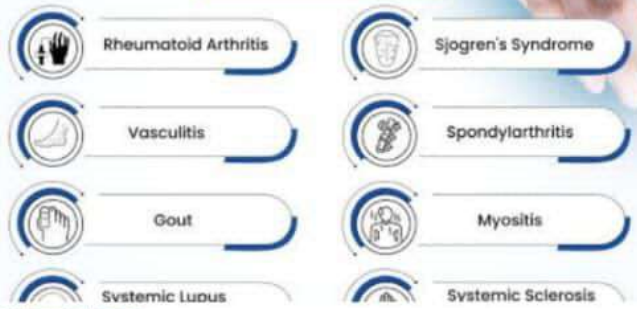 Rheumatoid Arthritis
Sjogren's Syndrome
Vasculitis
Spondylarthritis
Gout
Myositis
Systemic Lupus
Systemic Sclerosis